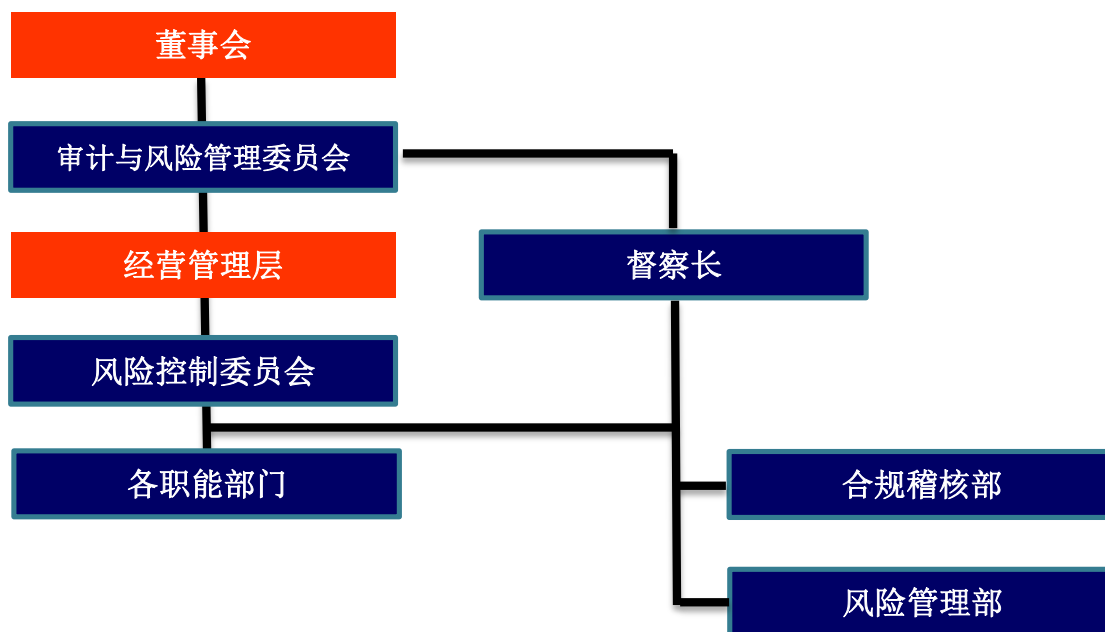 董事会
审计与风险管理委员会
经营管理层
督察长
风险控制委员会
各职能部门
合规稽核部
风险管理部